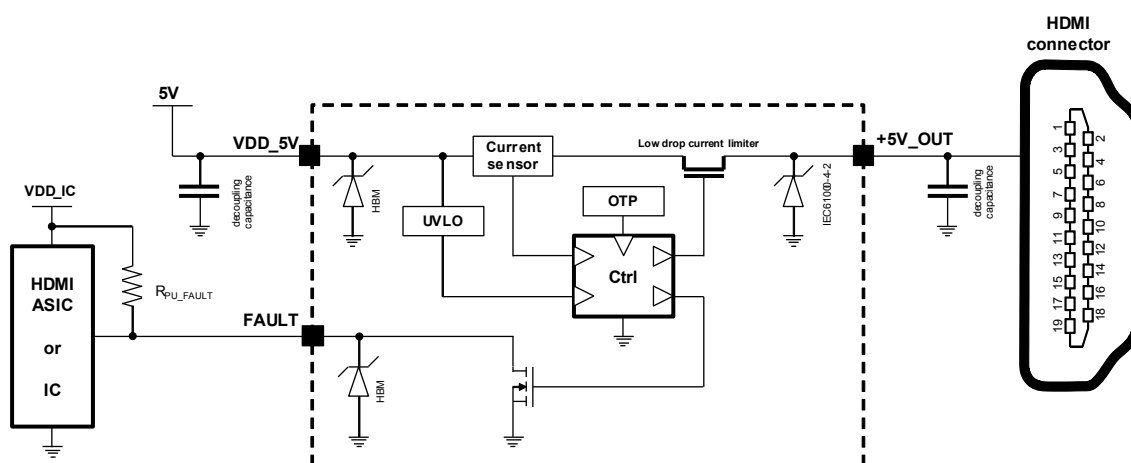 HDMI
connector
5V
VDD_5V
Current
sensor
Low drop current limiter
+5V_OUT
decoupling
capacitance
HBM
UVLO
OTP
IEC61000-4-2
decoupling
capacitance
VDD_IC
HDMI
ASIC
or
IC
RPU_FAULT
FAULT
HBM
Ctrl
1
2
3
4
5
6
7
8
9
10
11
12
13
14
15
16
17
18
19